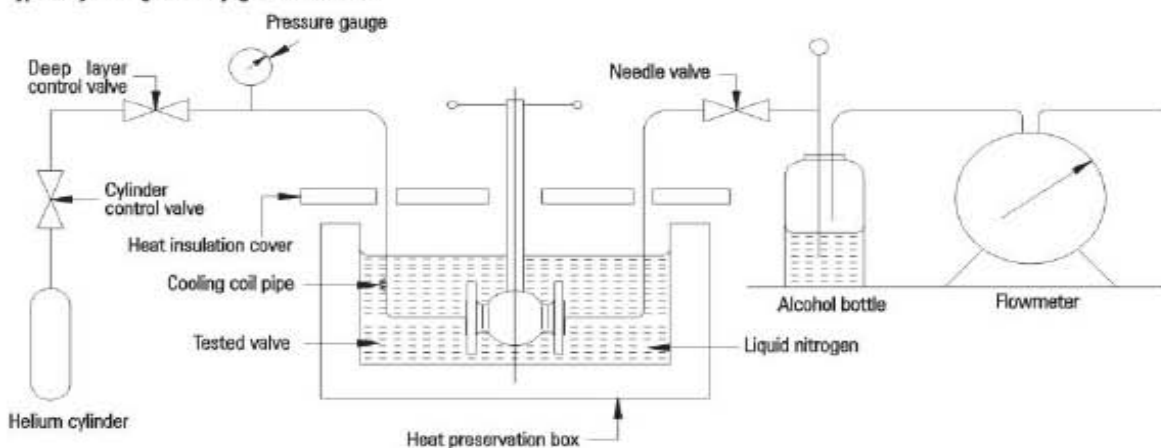 Pressure gauge
Deep layer
control valve
Needle valve
Cylinder
control valve
Heat insulation cover
Cooling coil pipe
Tested valve
Liquid nitrogen
Alcohol bottle
Flowmeter
Helium cylinder
Heat preservation box